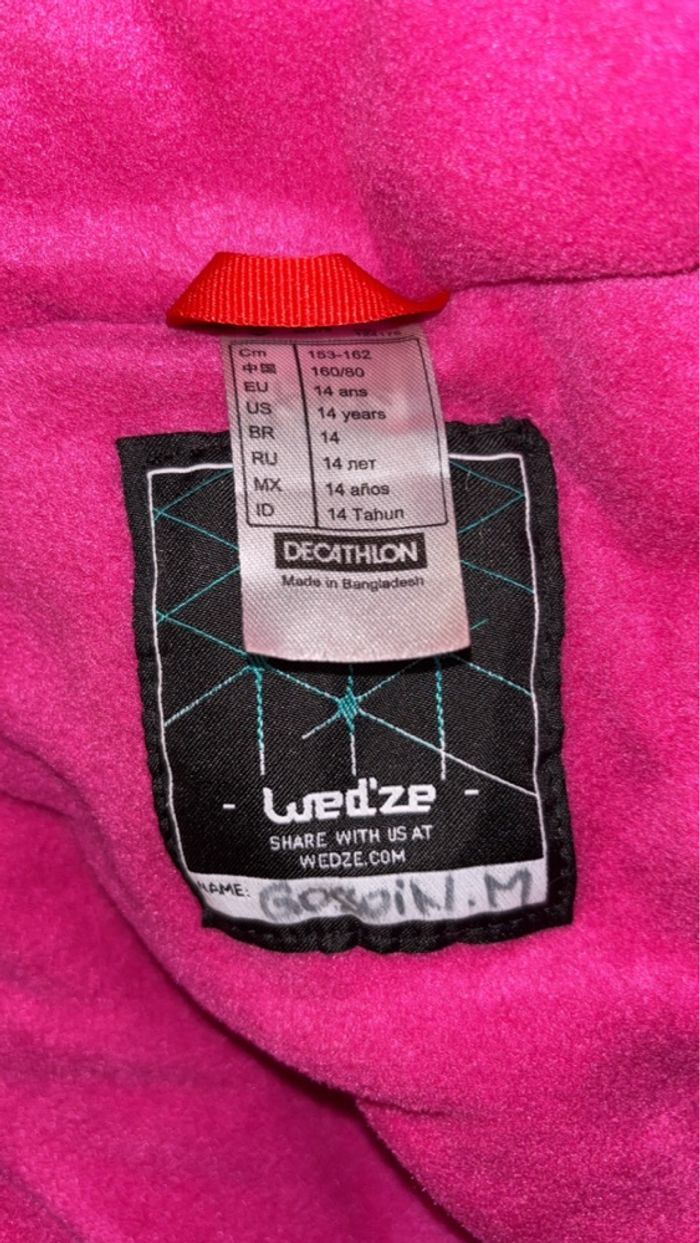 Cm 153-162
中国 160/80
EU 14 ans
US 14 years
BR 14
RU 14 лет
MX 14 años
ID 14 Tahun
DECATHLON
Made in Bangladesh
- Wed'ze -
SHARE WITH US AT
WEDZE.COM
NAME: